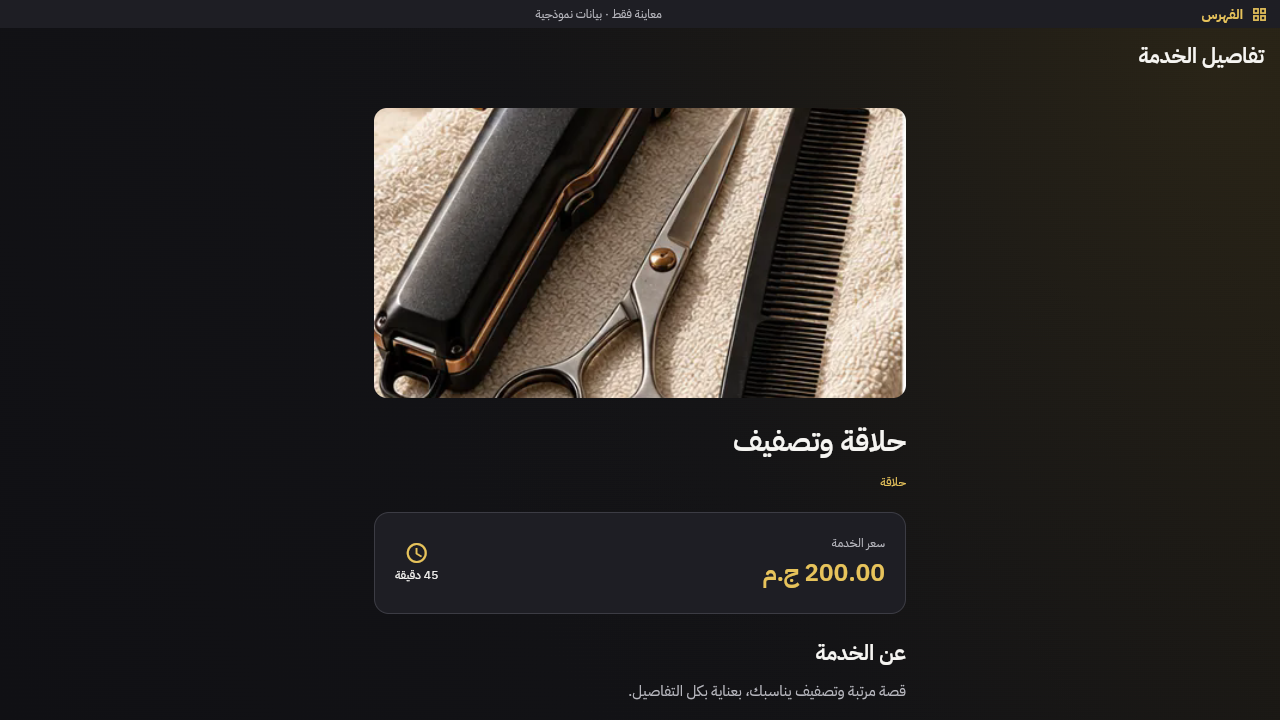 الفهرس
معاينة فقط · بيانات نموذجية
تفاصيل الخدمة
حلاقة وتصفيف
حلاقة
سعر الخدمة
200.00 ج.م
45 دقيقة
عن الخدمة
قصة مرتبة وتصفيف يناسبك، بعناية بكل التفاصيل.